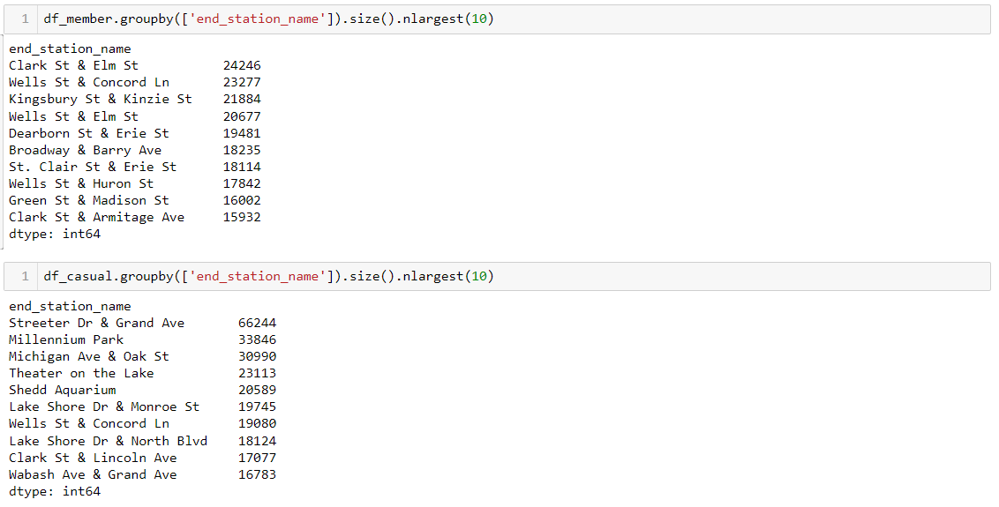 1 df_member.groupby(['end_station_name']).size().nlargest(10)
end_station_name
Clark St & Elm St 24246
Wells St & Concord Ln 23277
Kingsbury St & Kinzie St 21884
Wells St & Elm St 20677
Dearborn St & Erie St 19481
Broadway & Barry Ave 18235
St. Clair St & Erie St 18114
Wells St & Huron St 17842
Green St & Madison St 16002
Clark St & Armitage Ave 15932
dtype: int64
1 df_casual.groupby(['end_station_name']).size().nlargest(10)
end_station_name
Streeter Dr & Grand Ave 66244
Millennium Park 33846
Michigan Ave & Oak St 30990
Theater on the Lake 23113
Shedd Aquarium 20589
Lake Shore Dr & Monroe St 19745
Wells St & Concord Ln 19080
Lake Shore Dr & North Blvd 18124
Clark St & Lincoln Ave 17077
Wabash Ave & Grand Ave 16783
dtype: int64